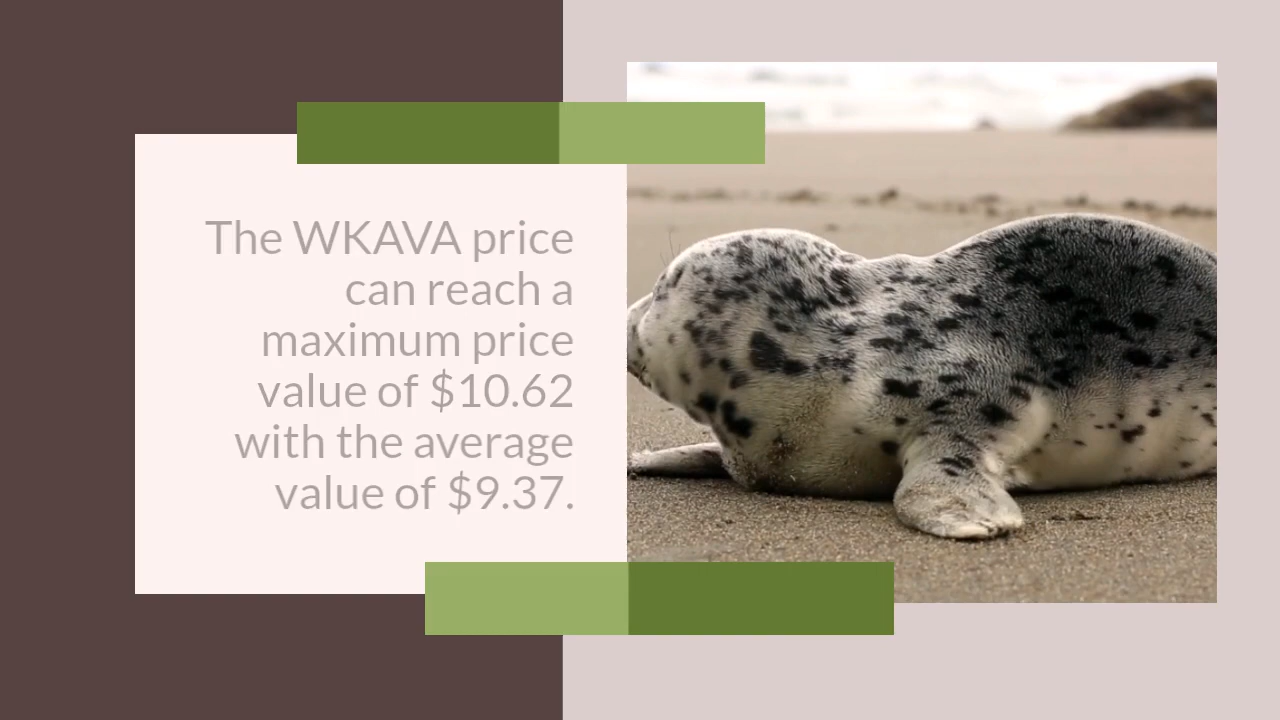 The WKAVA price
can reach a
maximum price
value of $10.62
with the average
value of $9.37.